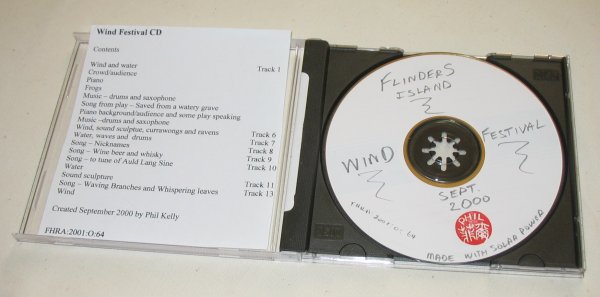 Wind Festival CD
Contents
Wind and water Track 1
Crowd/audience
Piano
Frogs
Music – drums and saxophone
Song from play – Saved from a watery grave
Piano background/audience and some play speaking
Music –drums and saxophone
Wind, sound sculptue, currawongs and ravens Track 6
Water, waves and drums Track 7
Song – Nicknames Track 8
Song – Wine beer and whisky Track 9
Song – to tune of Auld Lang Sine Track 10
Water
Sound sculpture
Song – Waving Branches and Whispering leaves Track 11
Wind Track 13
Created September 2000 by Phil Kelly
FHRA:2001:O:64
FLINDERS
ISLAND
WIND
FESTIVAL
SEPT.
2000
FHRA:2001:O:64
PHIL
MADE WITH SOLAR POWER